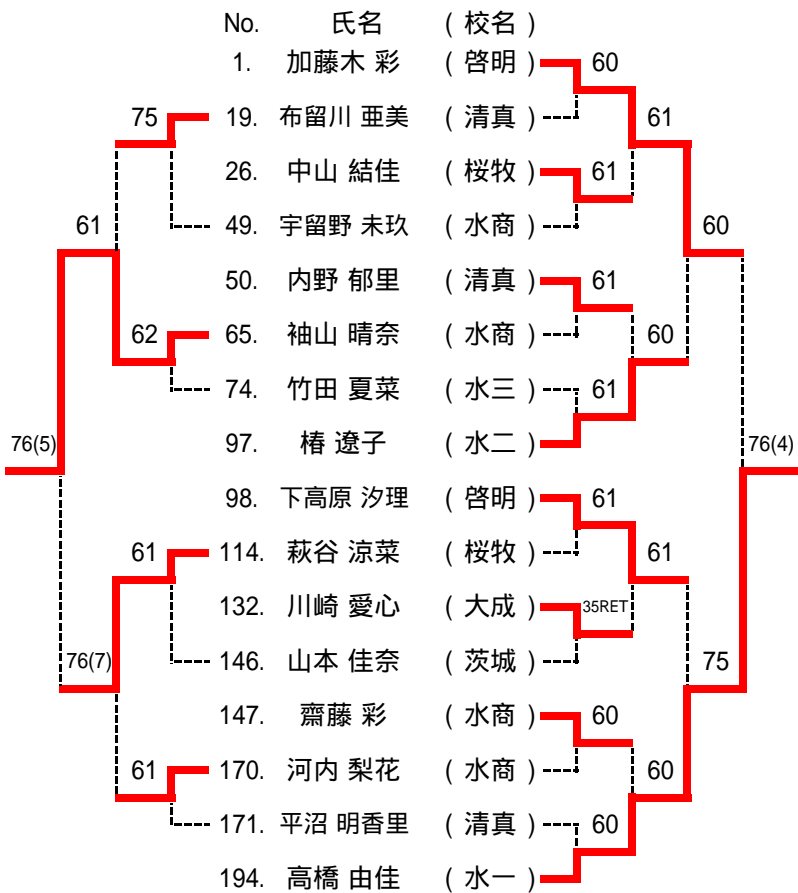 No. 氏名 (校名)
1. 加藤木 彩 (啓明) 60
75 19. 布留川 亜美 (清真) 61
26. 中山 結佳 (桜牧) 61
61 49. 宇留野 未玖 (水商) 60
50. 内野 郁里 (清真) 61
62 65. 袖山 晴奈 (水商) 60
74. 竹田 夏菜 (水三) 61
76(5) 97. 椿 遼子 (水二) 76(4)
98. 下高原 汐理 (啓明) 61
61 114. 萩谷 涼菜 (桜牧) 61
132. 川崎 愛心 (大成) 35RET
76(7) 146. 山本 佳奈 (茨城) 75
147. 齋藤 彩 (水商) 60
61 170. 河内 梨花 (水商) 60
171. 平沼 明香里 (清真) 60
194. 高橋 由佳 (水一)